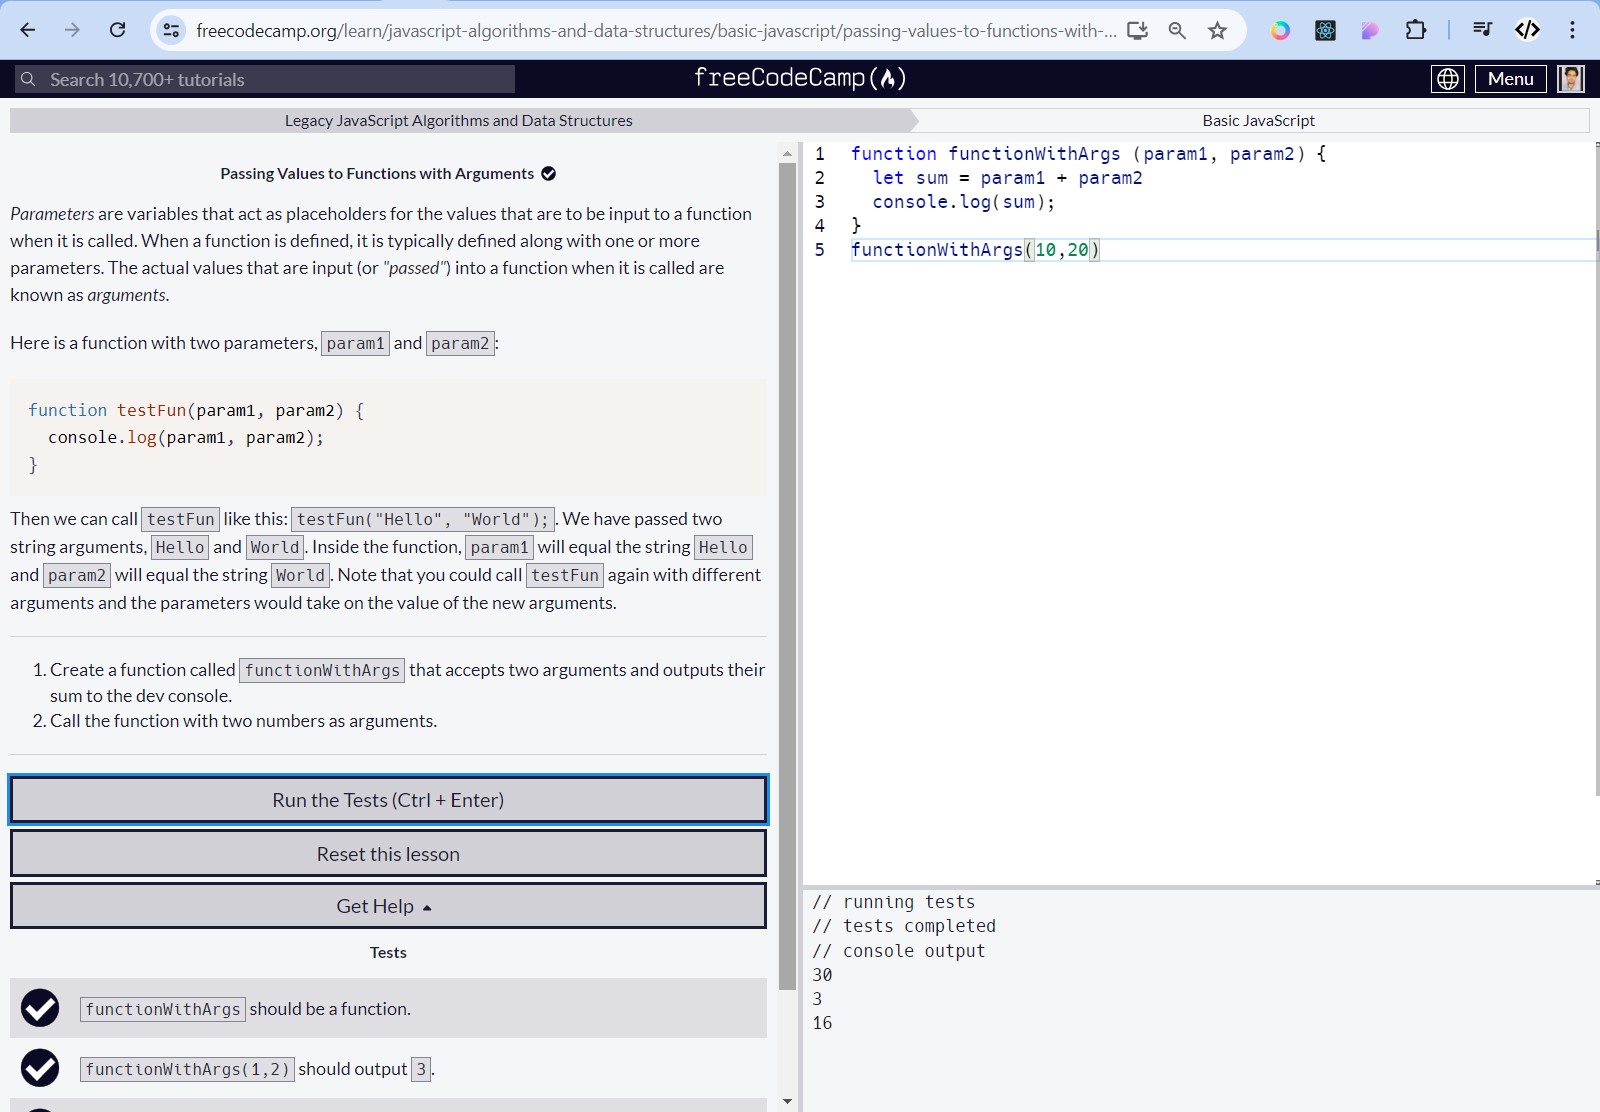 freecodecamp.org/learn/javascript-algorithms-and-data-structures/basic-javascript/passing-values-to-functions-with-...
Search 10,700+ tutorials
freeCodeCamp
Menu
Legacy JavaScript Algorithms and Data Structures
Basic JavaScript
Passing Values to Functions with Arguments
Parameters are variables that act as placeholders for the values that are to be input to a function
when it is called. When a function is defined, it is typically defined along with one or more
parameters. The actual values that are input (or "passed") into a function when it is called are
known as arguments.
Here is a function with two parameters, param1 and param2:
function testFun(param1, param2) {
console.log(param1, param2);
}
Then we can call testFun like this: testFun("Hello", "World");. We have passed two
string arguments, Hello and World. Inside the function, param1 will equal the string Hello
and param2 will equal the string World. Note that you could call testFun again with different
arguments and the parameters would take on the value of the new arguments.
1. Create a function called functionWithArgs that accepts two arguments and outputs their
sum to the dev console.
2. Call the function with two numbers as arguments.
Run the Tests (Ctrl + Enter)
Reset this lesson
Get Help
Tests
functionWithArgs should be a function.
functionWithArgs(1,2) should output 3.
1 function functionWithArgs (param1, param2) {
2 let sum = param1 + param2
3 console.log(sum);
4 }
5 functionWithArgs(10,20)
// running tests
// tests completed
// console output
30
3
16